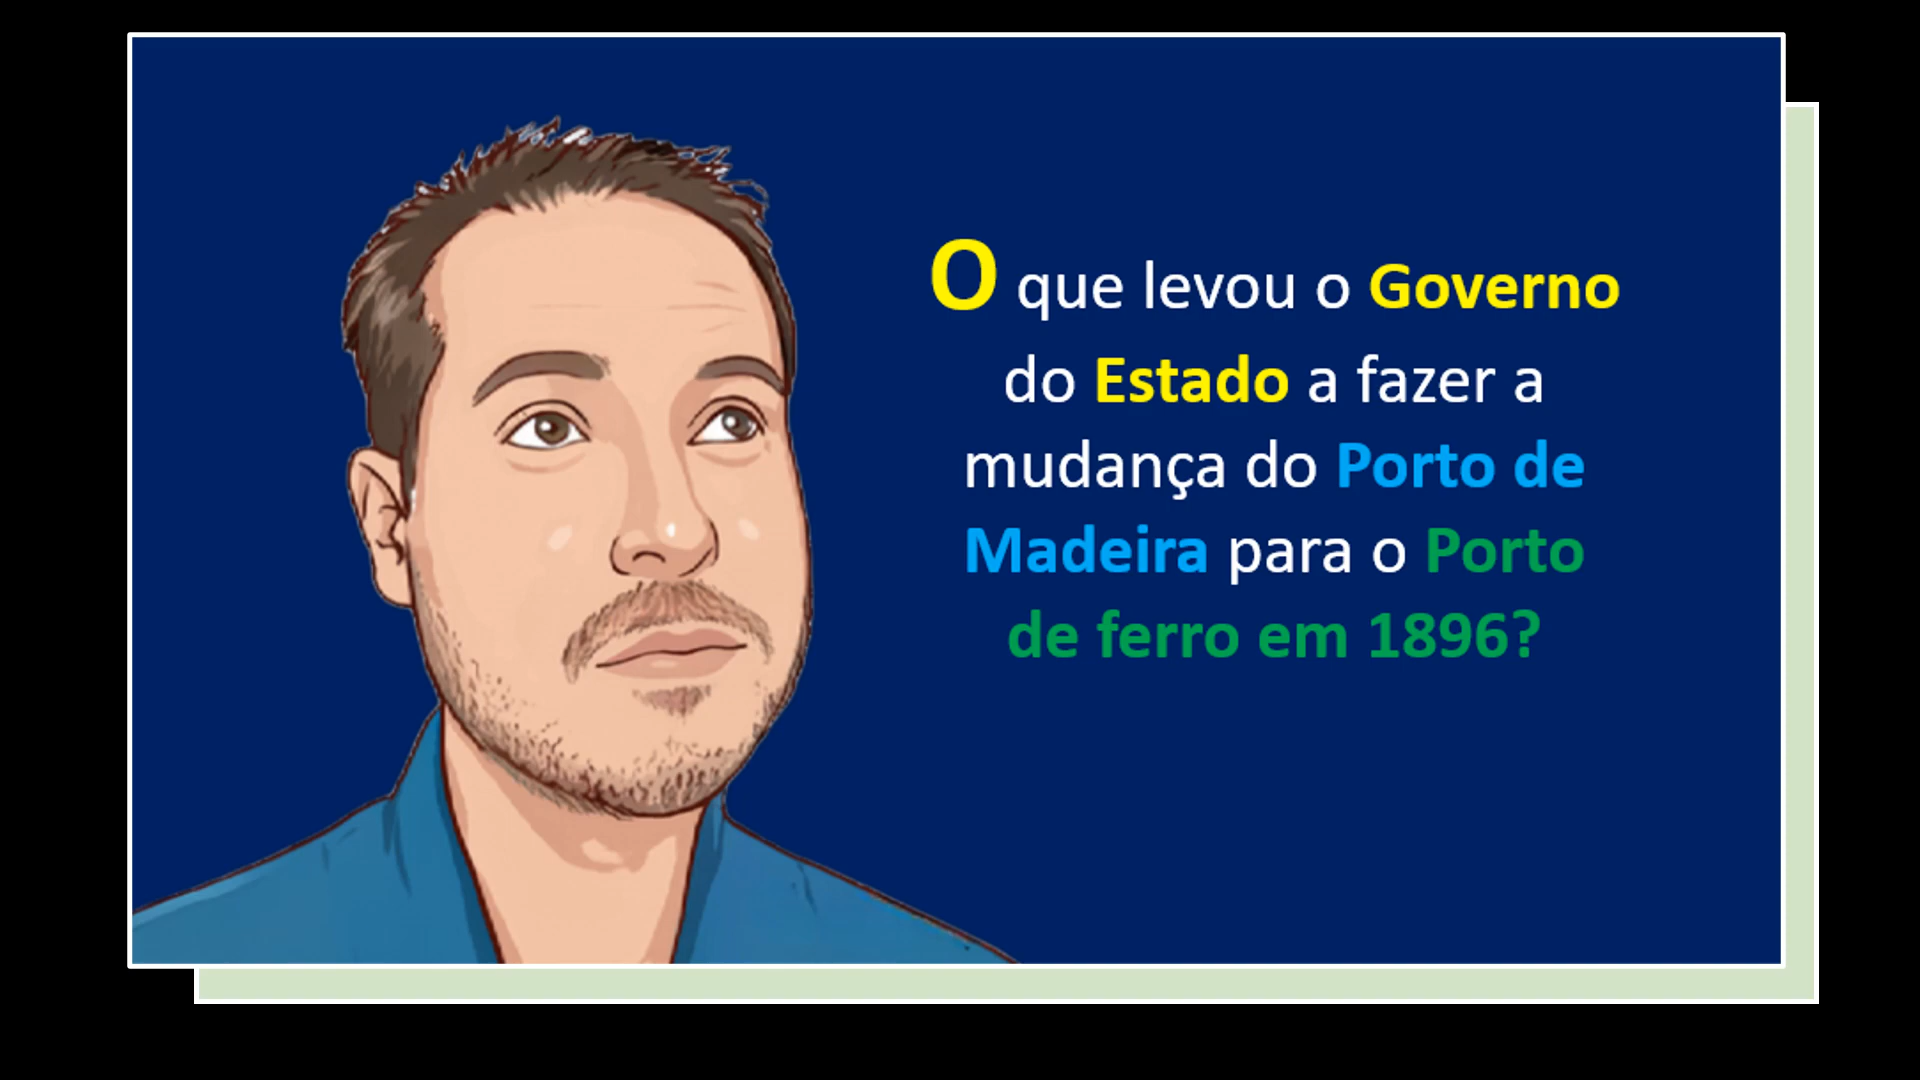 O que levou o Governo
do Estado a fazer a
mudança do Porto de
Madeira para o Porto
de ferro em 1896?